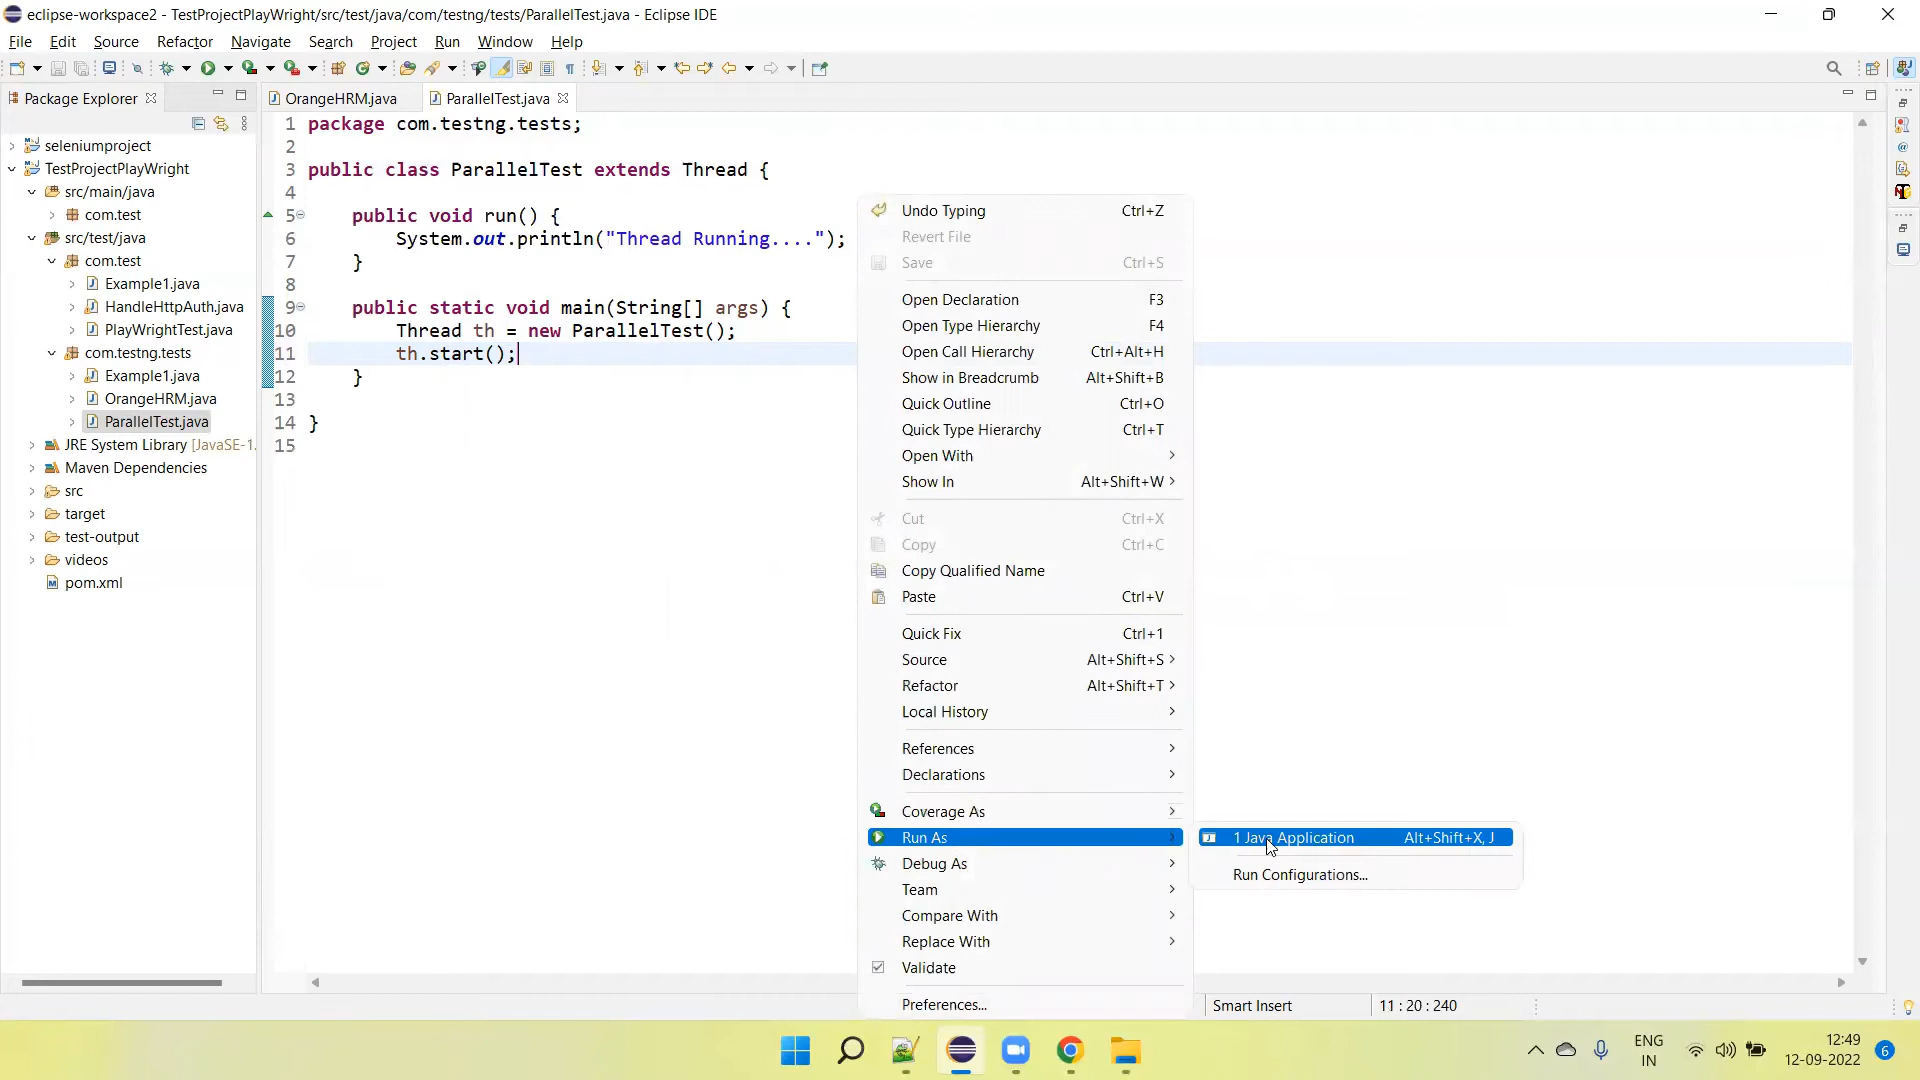 eclipse-workspace2 - TestProjectPlayWright/src/test/java/com/testng/tests/ParallelTest.java - Eclipse IDE
File Edit Source Refactor Navigate Search Project Run Window Help
Package Explorer
OrangeHRM.java
ParallelTest.java
seleniumproject
TestProjectPlayWright
src/main/java
com.test
src/test/java
com.test
Example1.java
HandleHttpAuth.java
PlayWrightTest.java
com.testng.tests
Example1.java
OrangeHRM.java
ParallelTest.java
JRE System Library [JavaSE-1.
Maven Dependencies
src
target
test-output
videos
pom.xml
1 package com.testng.tests;
2
3 public class ParallelTest extends Thread {
4
5 public void run() {
6 System.out.println("Thread Running....");
7 }
8
9 public static void main(String[] args) {
10 Thread th = new ParallelTest();
11 th.start();
12 }
13
14 }
15
Undo Typing Ctrl+Z
Revert File
Save Ctrl+S
Open Declaration F3
Open Type Hierarchy F4
Open Call Hierarchy Ctrl+Alt+H
Show in Breadcrumb Alt+Shift+B
Quick Outline Ctrl+O
Quick Type Hierarchy Ctrl+T
Open With
Show In Alt+Shift+W
Cut Ctrl+X
Copy Ctrl+C
Copy Qualified Name
Paste Ctrl+V
Quick Fix Ctrl+1
Source Alt+Shift+S
Refactor Alt+Shift+T
Local History
References
Declarations
Coverage As
Run As
Debug As
Team
Compare With
Replace With
Validate
Preferences...
1 Java Application Alt+Shift+X, J
Run Configurations...
Smart Insert
11 : 20 : 240
ENG
IN
12:49
12-09-2022
6